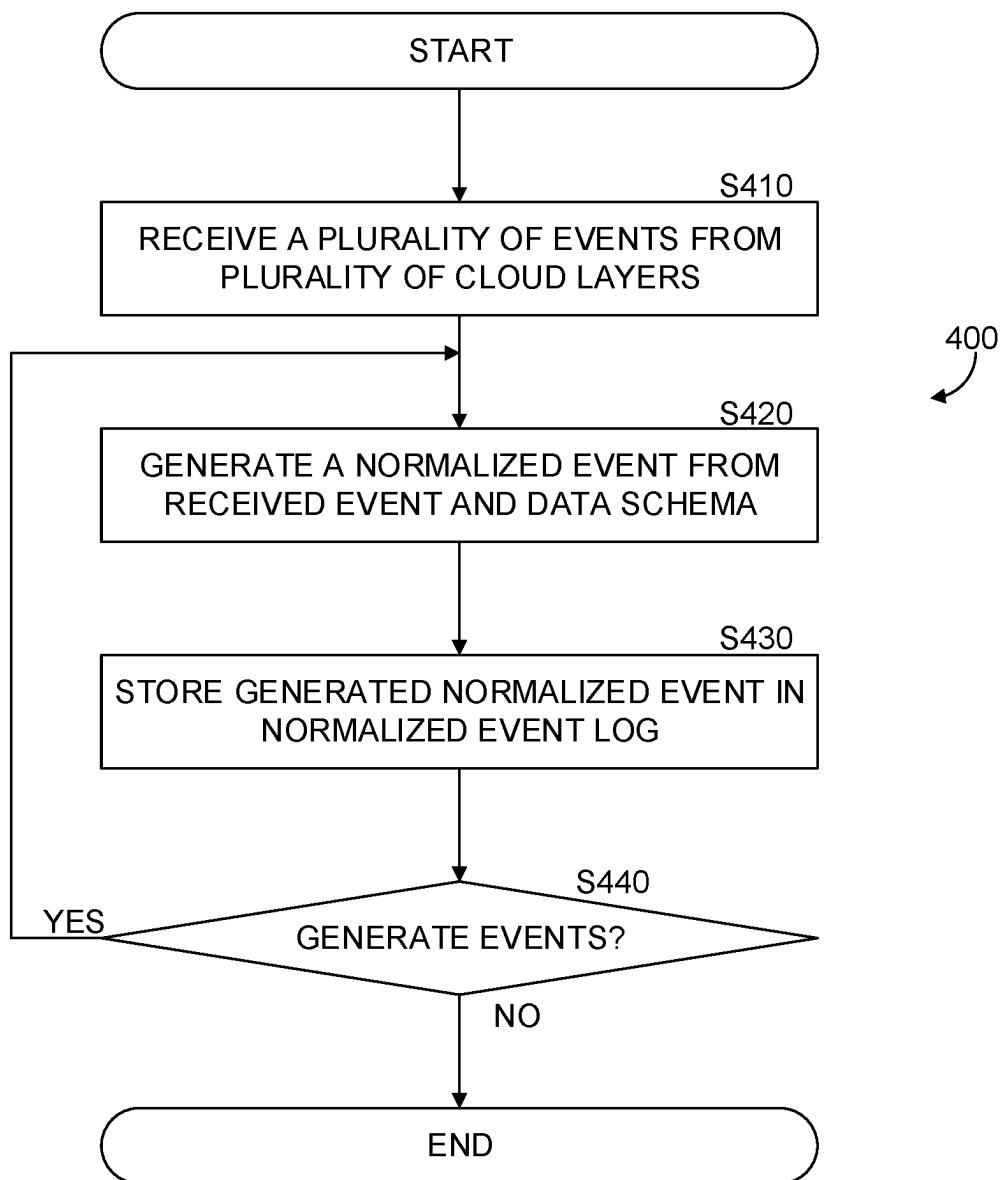 START
S410
RECEIVE A PLURALITY OF EVENTS FROM
PLURALITY OF CLOUD LAYERS
400
S420
GENERATE A NORMALIZED EVENT FROM
RECEIVED EVENT AND DATA SCHEMA
S430
STORE GENERATED NORMALIZED EVENT IN
NORMALIZED EVENT LOG
S440
YES
GENERATE EVENTS?
NO
END